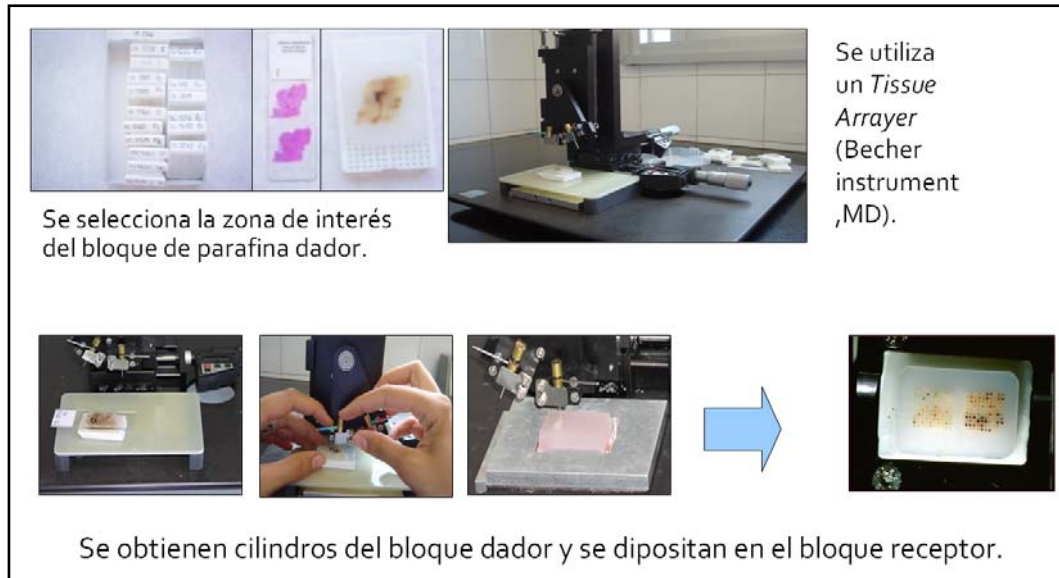 Se utiliza
un Tissue
Arrayer
(Becher
instrument
,MD).
Se selecciona la zona de interés
del bloque de parafina dador.
Se obtienen cilindros del bloque dador y se dipositan en el bloque receptor.